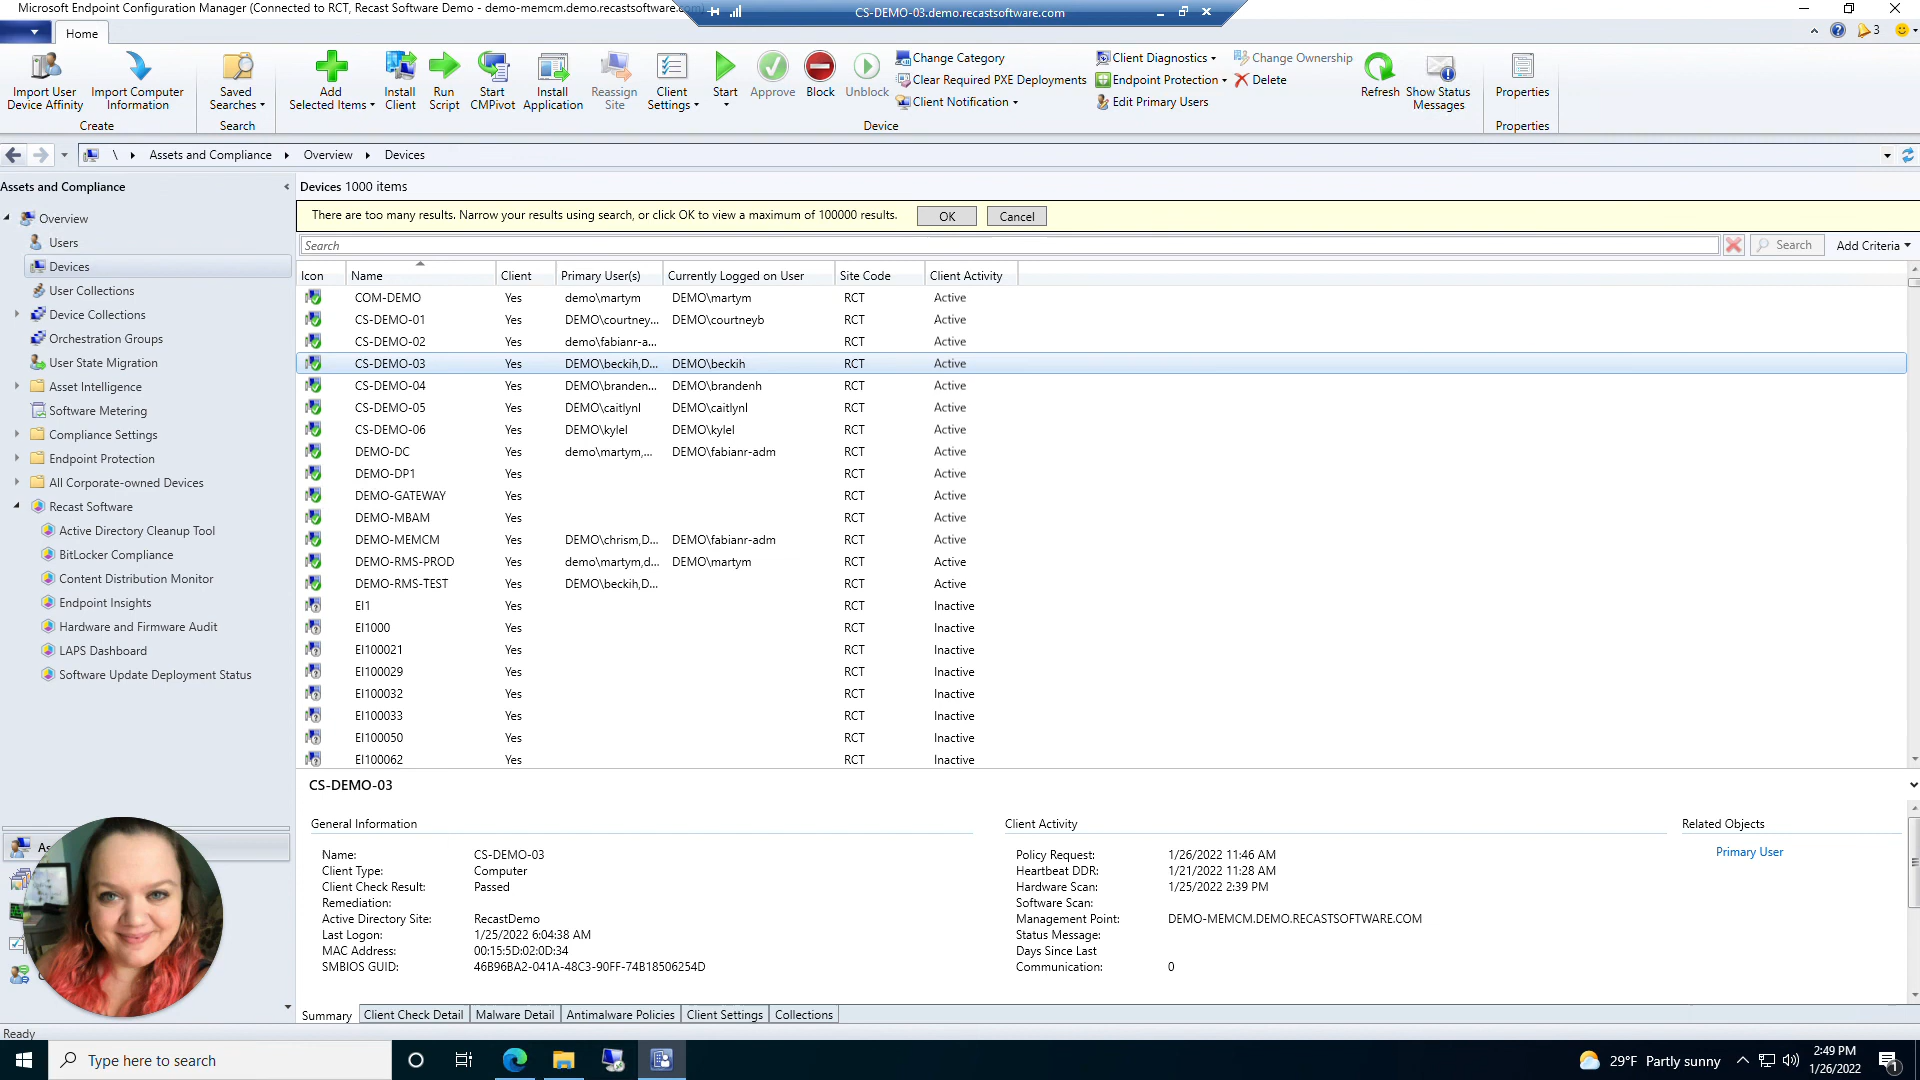 Microsoft Endpoint Configuration Manager (Connected to RCT, Recast Software Demo - demo-memcm.demo.recastsoftware.com)
CS-DEMO-03.demo.recastsoftware.com
Home
3
Import User Device Affinity
Import Computer Information
Create
Saved Searches
Search
Add Selected Items
Install Client
Run Script
Start CMPivot
Install Application
Reassign Site
Client Settings
Start
Approve
Block
Unblock
Change Category
Clear Required PXE Deployments
Client Notification
Client Diagnostics
Endpoint Protection
Edit Primary Users
Change Ownership
Delete
Device
Refresh
Show Status Messages
Properties
Properties
\ Assets and Compliance Overview Devices
Assets and Compliance
Overview
Users
Devices
User Collections
Device Collections
Orchestration Groups
User State Migration
Asset Intelligence
Software Metering
Compliance Settings
Endpoint Protection
All Corporate-owned Devices
Recast Software
Active Directory Cleanup Tool
BitLocker Compliance
Content Distribution Monitor
Endpoint Insights
Hardware and Firmware Audit
LAPS Dashboard
Software Update Deployment Status
Devices 1000 items
There are too many results. Narrow your results using search, or click OK to view a maximum of 100000 results. OK Cancel
Search Search Add Criteria
Icon Name Client Primary User(s) Currently Logged on User Site Code Client Activity
COM-DEMO Yes demo\martym DEMO\martym RCT Active
CS-DEMO-01 Yes DEMO\courtney... DEMO\courtneyb RCT Active
CS-DEMO-02 Yes demo\fabianr-a... RCT Active
CS-DEMO-03 Yes DEMO\beckih,D... DEMO\beckih RCT Active
CS-DEMO-04 Yes DEMO\branden... DEMO\brandenh RCT Active
CS-DEMO-05 Yes DEMO\caitlynl DEMO\caitlynl RCT Active
CS-DEMO-06 Yes DEMO\kylel DEMO\kylel RCT Active
DEMO-DC Yes demo\martym,... DEMO\fabianr-adm RCT Active
DEMO-DP1 Yes RCT Active
DEMO-GATEWAY Yes RCT Active
DEMO-MBAM Yes RCT Active
DEMO-MEMCM Yes DEMO\chrism,D... DEMO\fabianr-adm RCT Active
DEMO-RMS-PROD Yes demo\martym,d... DEMO\martym RCT Active
DEMO-RMS-TEST Yes DEMO\beckih,D... RCT Active
EI1 Yes RCT Inactive
EI1000 Yes RCT Inactive
EI100021 Yes RCT Inactive
EI100029 Yes RCT Inactive
EI100032 Yes RCT Inactive
EI100033 Yes RCT Inactive
EI100050 Yes RCT Inactive
EI100062 Yes RCT Inactive
CS-DEMO-03
General Information
Name: CS-DEMO-03
Client Type: Computer
Client Check Result: Passed
Remediation:
Active Directory Site: RecastDemo
Last Logon: 1/25/2022 6:04:38 AM
MAC Address: 00:15:5D:02:0D:34
SMBIOS GUID: 46B96BA2-041A-48C3-90FF-74B18506254D
Client Activity
Policy Request: 1/26/2022 11:46 AM
Heartbeat DDR: 1/21/2022 11:28 AM
Hardware Scan: 1/25/2022 2:39 PM
Software Scan:
Management Point: DEMO-MEMCM.DEMO.RECASTSOFTWARE.COM
Status Message:
Days Since Last
Communication: 0
Related Objects
Primary User
Summary Client Check Detail Malware Detail Antimalware Policies Client Settings Collections
Ready
Type here to search
29°F Partly sunny
2:49 PM
1/26/2022
1